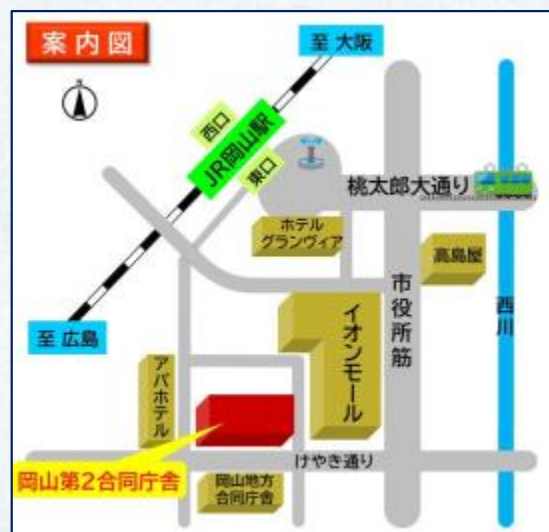 案内図
至 大阪
西口
JR岡山駅
東口
桃太郎大通り
ホテル
グランヴィア
高島屋
市役所筋
西川
至 広島
イオンモール
アパホテル
けやき通り
岡山第2合同庁舎
岡山地方
合同庁舎